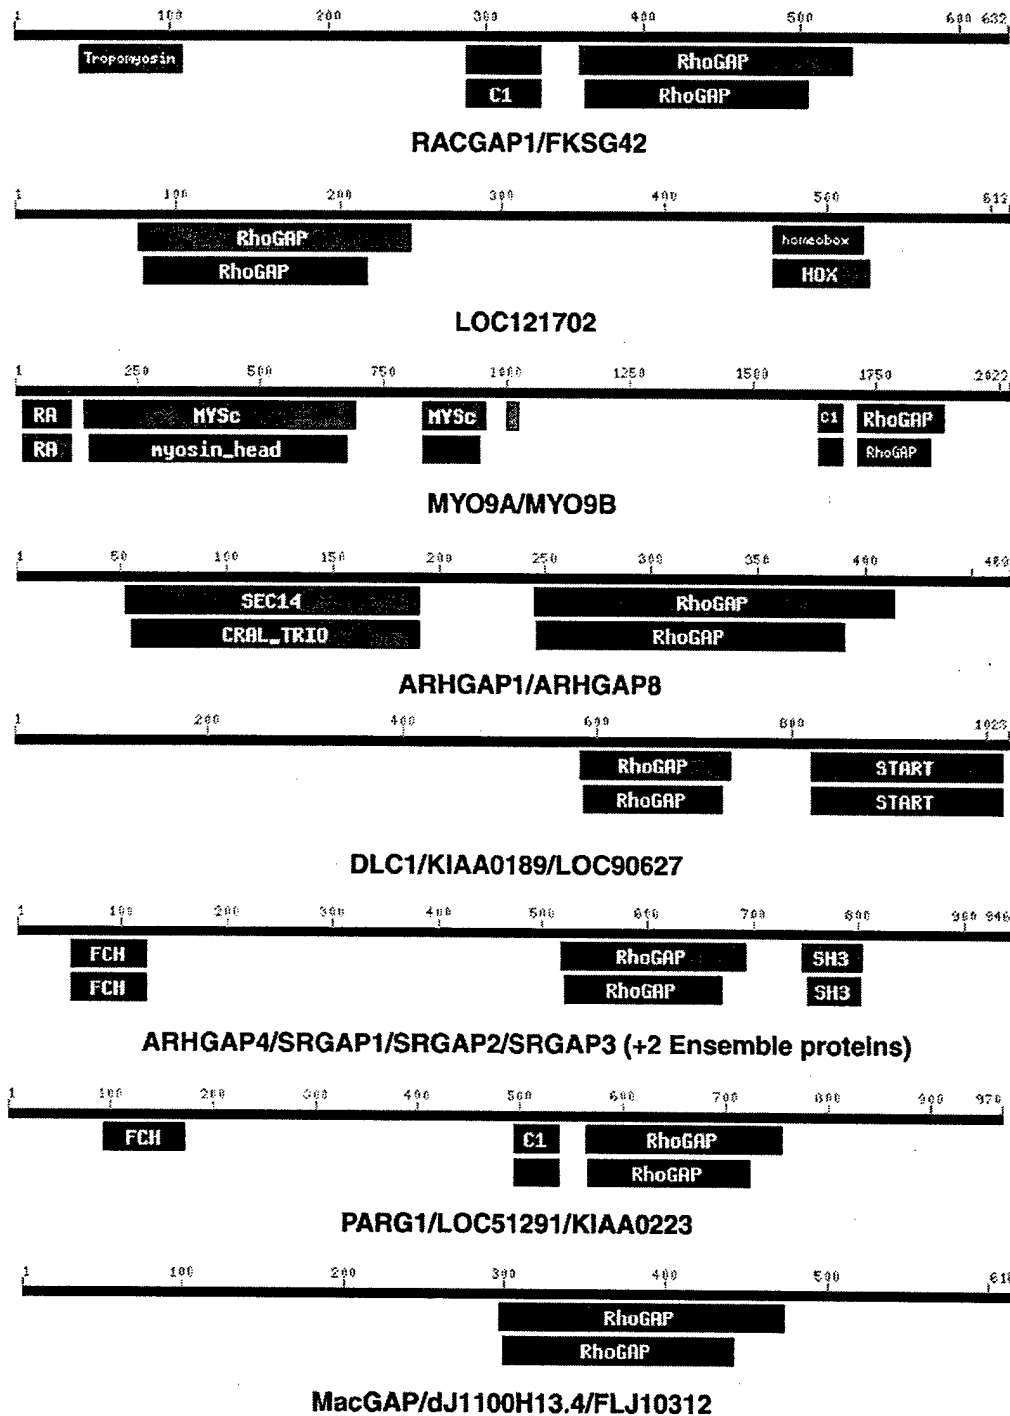 1 100 200 300 400 500 600 632
Tropomyosin RhoGAP
C1 RhoGAP
RACGAP1/FKSG42
1 100 200 300 400 500 612
RhoGAP homeobox
RhoGAP HOX
LOC121702
1 250 500 750 1000 1250 1500 1750 2022
RA MYSc MYSc C1 RhoGAP
RA myosin_head RhoGAP
MYO9A/MYO9B
1 50 100 150 200 250 300 350 400
SEC14 RhoGAP
CRAL_TRIO RhoGAP
ARHGAP1/ARHGAP8
1 200 400 600 800 1023
RhoGAP START
RhoGAP START
DLC1/KIAA0189/LOC90627
1 100 200 300 400 500 600 700 800 900 946
FCH RhoGAP SH3
FCH RhoGAP SH3
ARHGAP4/SRGAP1/SRGAP2/SRGAP3 (+2 Ensemble proteins)
1 100 200 300 400 500 600 700 800 900 970
FCH C1 RhoGAP
RhoGAP
PARG1/LOC51291/KIAA0223
1 100 200 300 400 500
RhoGAP
RhoGAP
MacGAP/dJ1100H13.4/FLJ10312